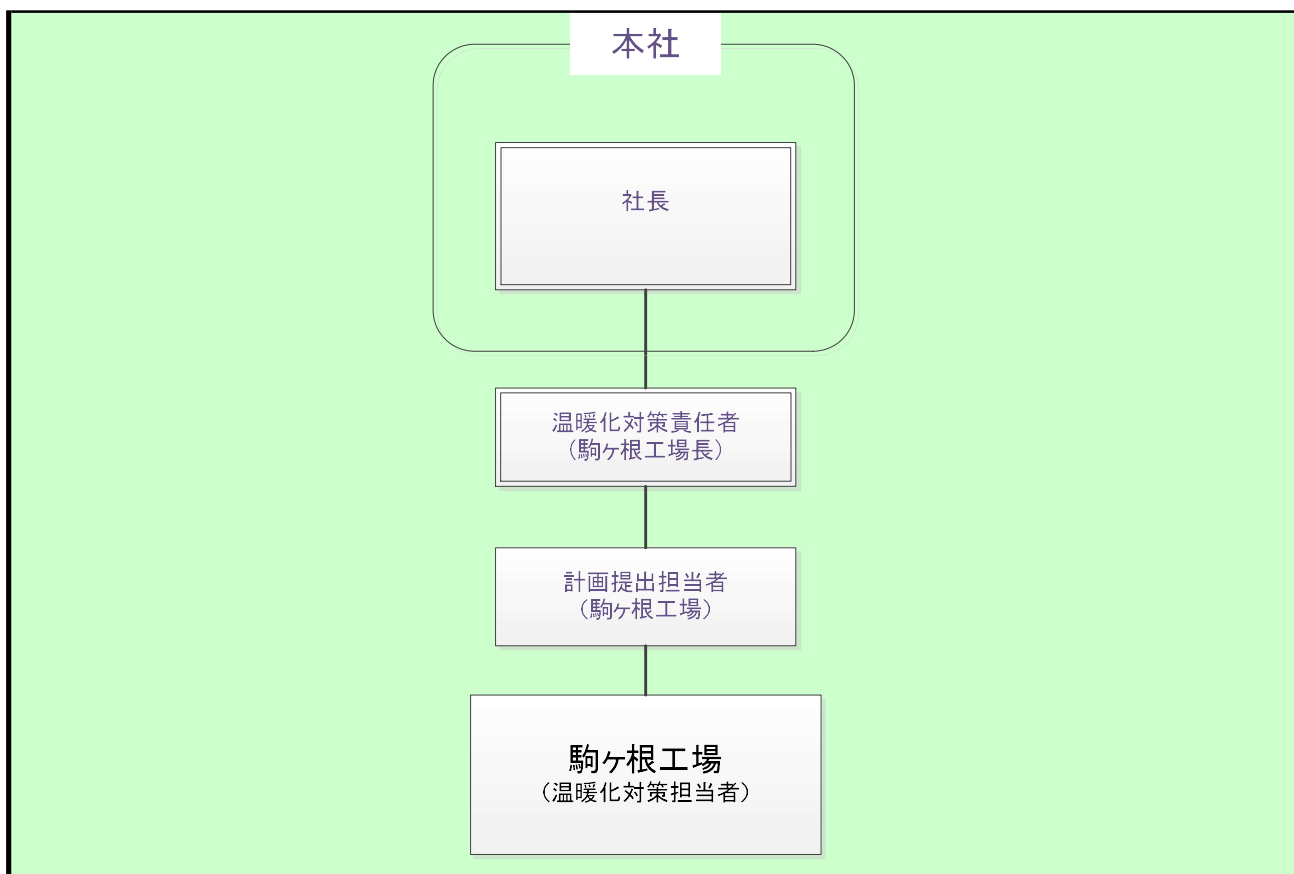 本社
社長
温暖化対策責任者
（駒ヶ根工場長）
計画提出担当者
（駒ヶ根工場）
駒ヶ根工場
（温暖化対策担当者）